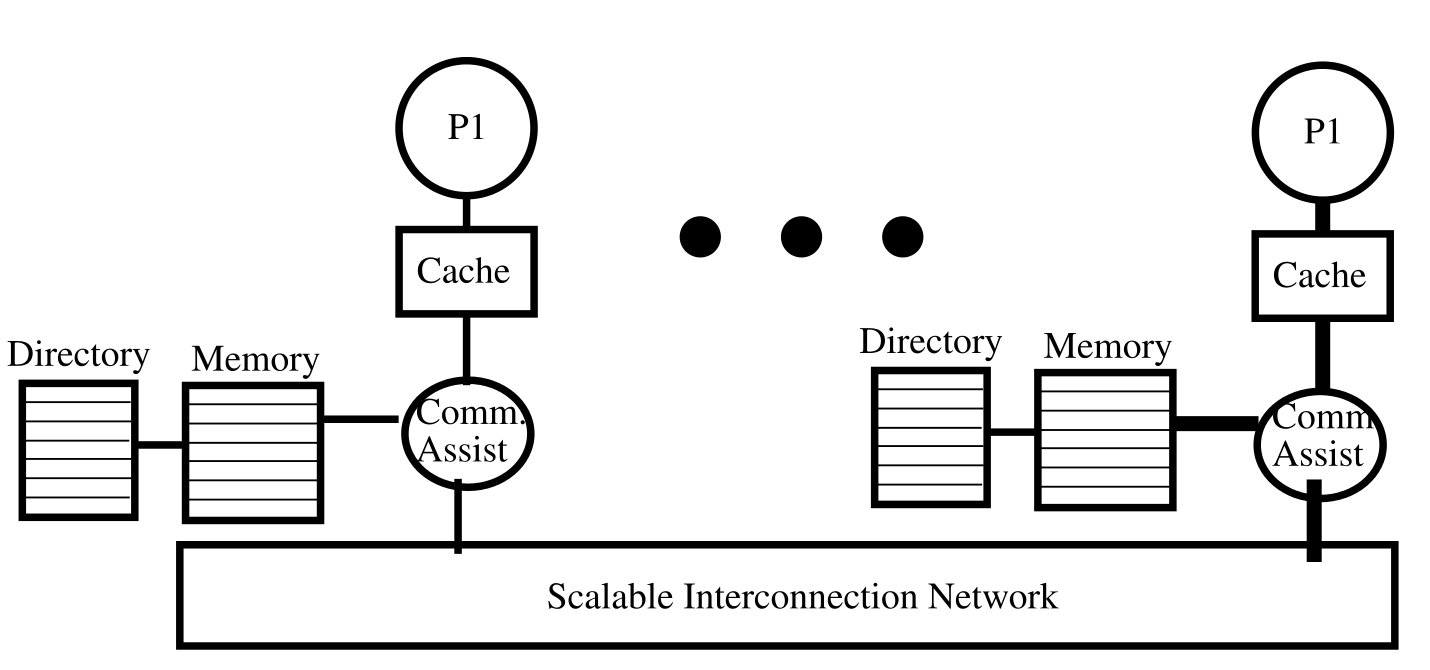 P1
P1
Cache
Cache
Directory
Memory
Directory
Memory
Comm.
Assist
Comm
Assist
Scalable Interconnection Network